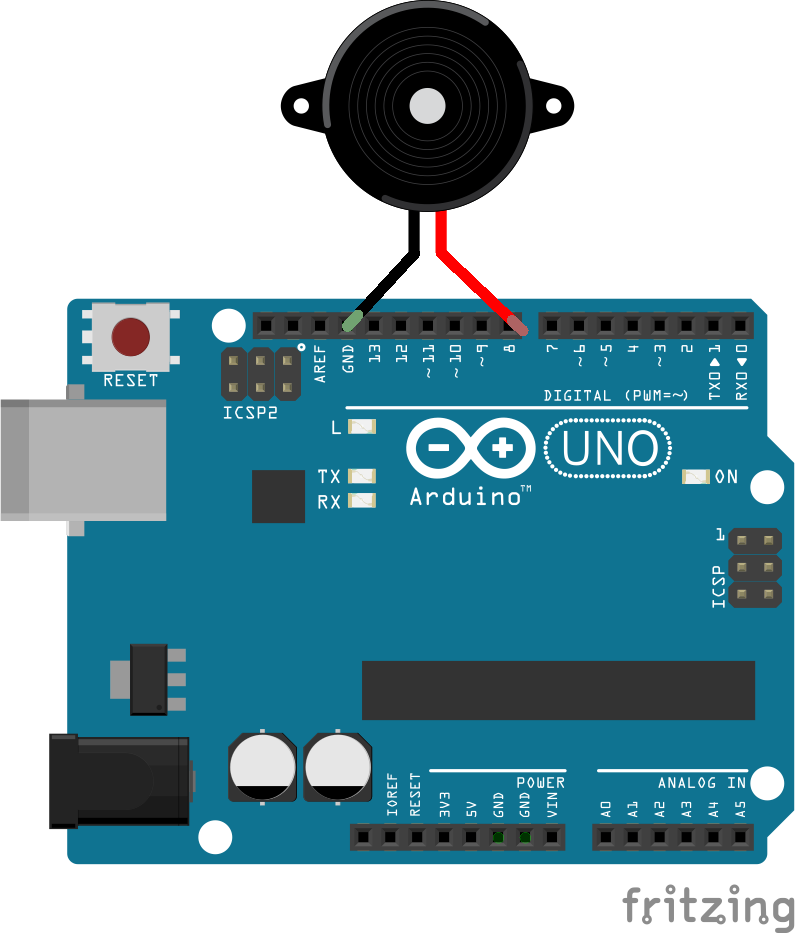 AREF
GND
13
12
~11
~10
~9
8
7
~6
~5
4
~3
2
TX0▶1
RX0◀0
RESET
ICSP2
DIGITAL (PWM=~)
L
TX
RX
UNO
Arduino™
ON
1
ICSP
IOREF
RESET
3V3
5V
GND
GND
VIN
POWER
ANALOG IN
A0
A1
A2
A3
A4
A5
fritzing